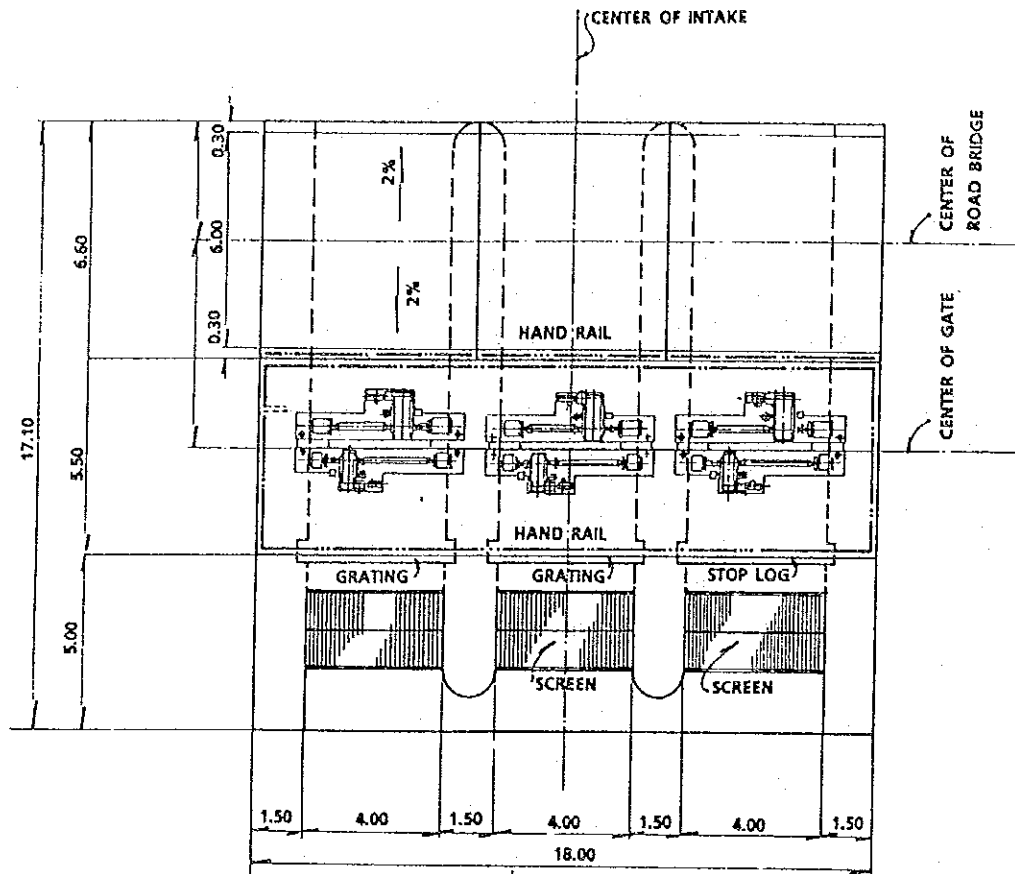 CENTER OF INTAKE
0.30
2%
6.00
6.60
CENTER OF
ROAD BRIDGE
2%
0.30
HAND RAIL
CENTER OF GATE
17.10
5.50
HAND RAIL
GRATING
GRATING
STOP LOG
5.00
SCREEN
SCREEN
1.50
4.00
1.50
4.00
1.50
4.00
1.50
18.00